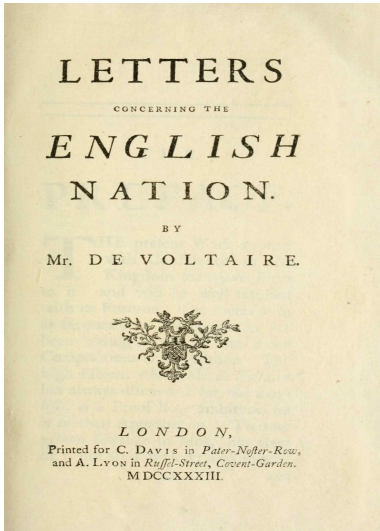 LETTERS
CONCERNING THE
ENGLISH
NATION.
BY
Mr. DE VOLTAIRE.
LONDON,
Printed for C. DAVIS in Pater-Noſter-Row,
and A. LYON in Ruſſel-Street, Covent-Garden.
MDCCXXXIII.